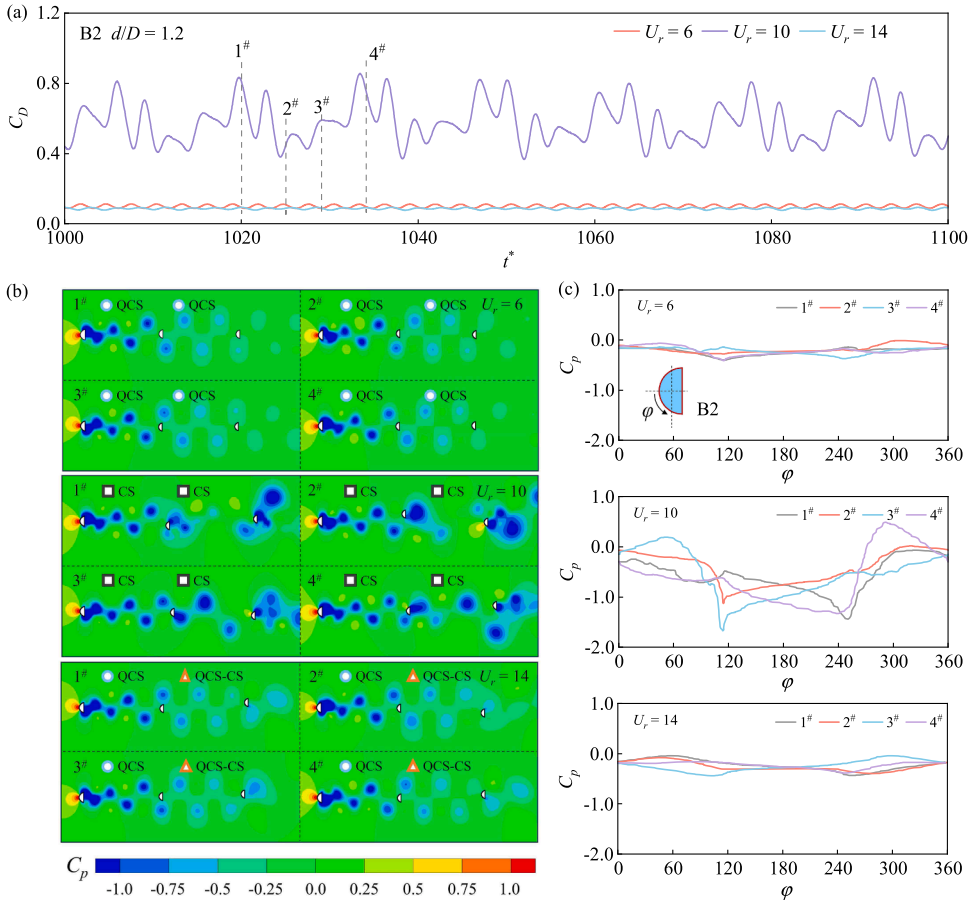 (a)
1.2
0.8
0.4
0.0
C_D
B2 d/D = 1.2
U_r = 6
U_r = 10
U_r = 14
1#
2#
3#
4#
1000
1020
1040
1060
1080
1100
t*
(b)
1# QCS QCS
2# QCS QCS U_r = 6
3# QCS QCS
4# QCS QCS
1# CS CS
2# CS CS U_r = 10
3# CS CS
4# CS CS
1# QCS QCS-CS
2# QCS QCS-CS U_r = 14
3# QCS QCS-CS
4# QCS QCS-CS
C_p
-1.0 -0.75 -0.5 -0.25 0.0 0.25 0.5 0.75 1.0
(c)
1.0
0.0
-1.0
-2.0
C_p
U_r = 6
1# 2# 3# 4#
φ
B2
0 60 120 180 240 300 360
φ
1.0
0.0
-1.0
-2.0
C_p
U_r = 10
1# 2# 3# 4#
0 60 120 180 240 300 360
φ
1.0
0.0
-1.0
-2.0
C_p
U_r = 14
1# 2# 3# 4#
0 60 120 180 240 300 360
φ